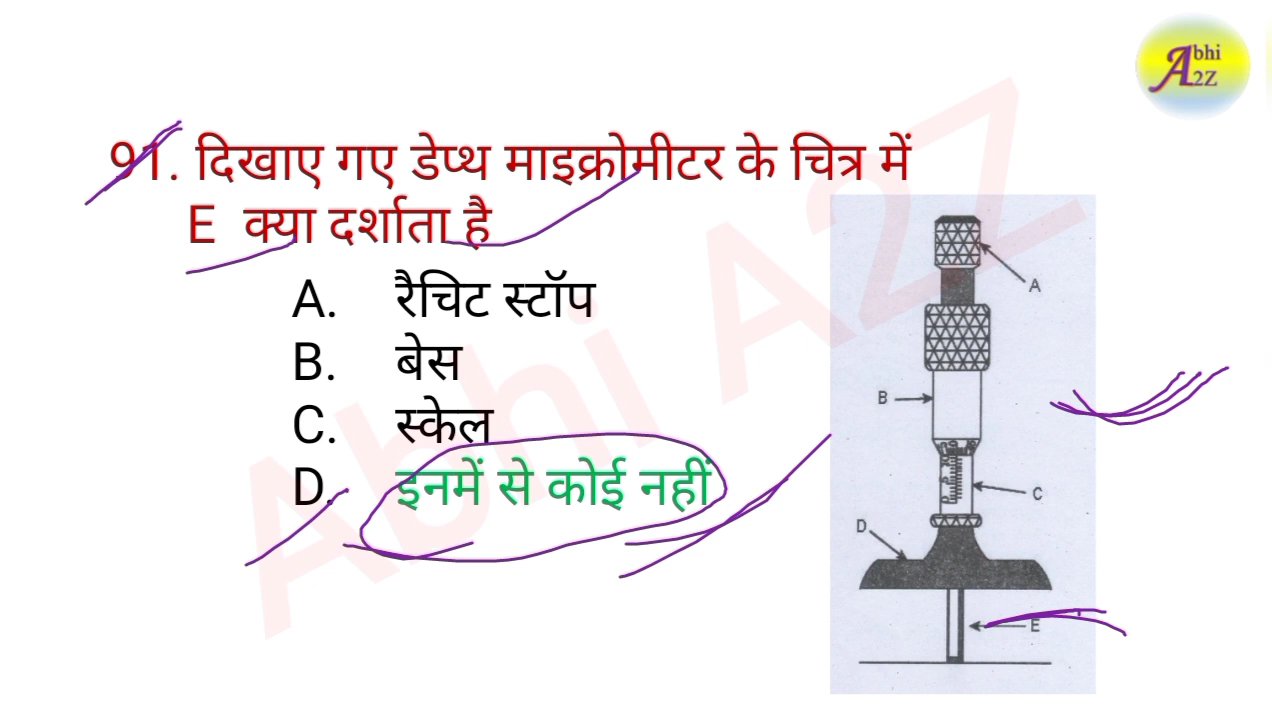 Abhi
A2Z
91. दिखाए गए डेप्थ माइक्रोमीटर के चित्र में
E क्या दर्शाता है
A. रैचिट स्टॉप
B. बेस
C. स्केल
D. इनमें से कोई नहीं
A
B
C
D
E
Abhi A2Z